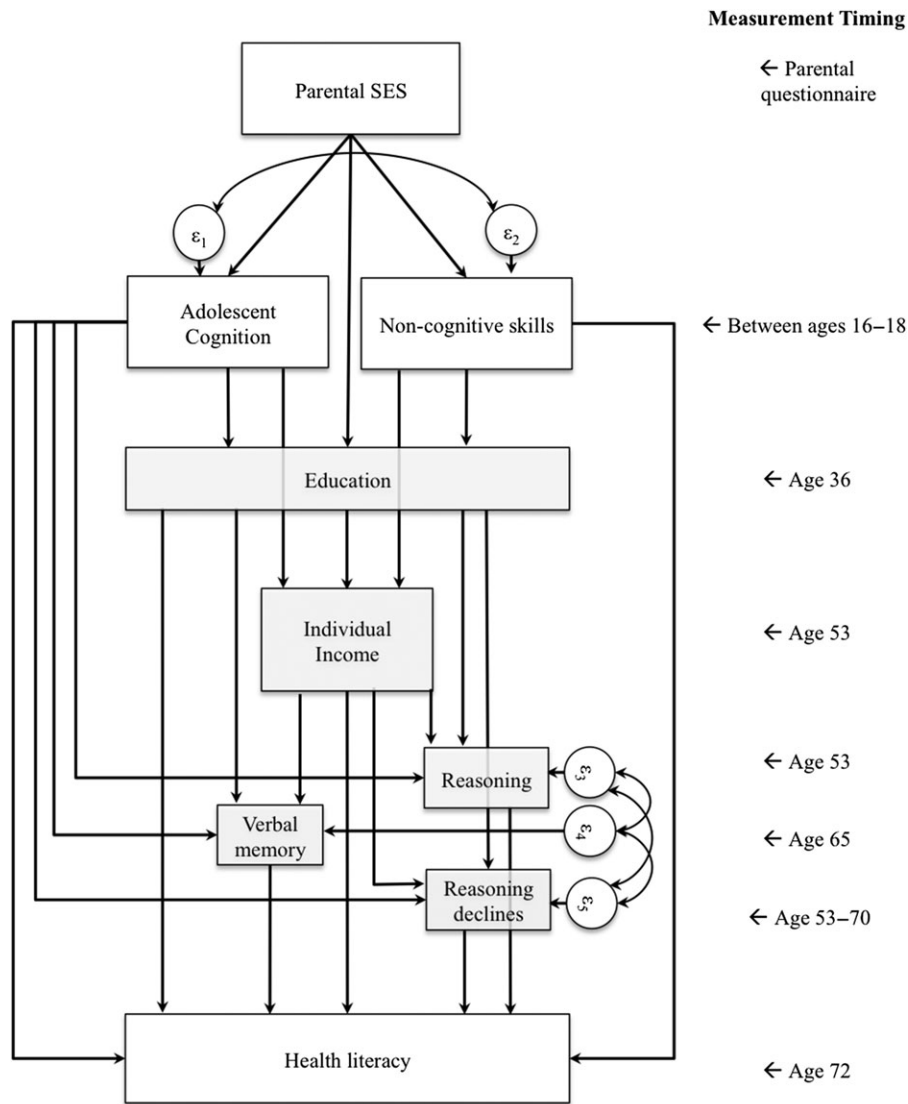 Measurement Timing
Parental SES
← Parental
questionnaire
ε1
ε2
Adolescent
Cognition
Non-cognitive skills
← Between ages 16–18
Education
← Age 36
Individual
Income
← Age 53
Reasoning
ε3
← Age 53
Verbal
memory
ε4
← Age 65
Reasoning
declines
ε5
← Age 53–70
Health literacy
← Age 72